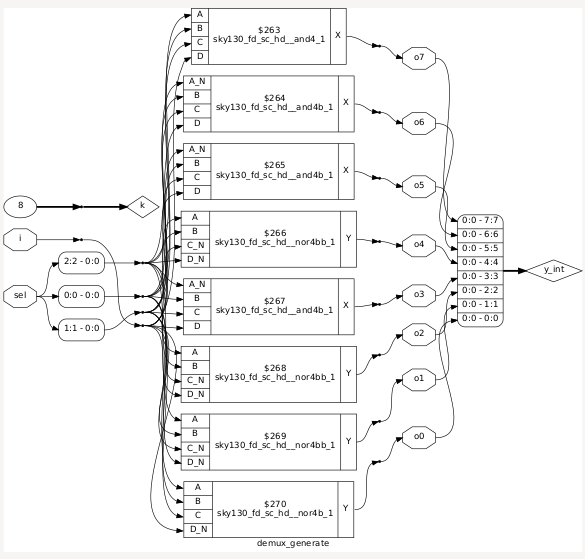 A
B
C
D
$263
sky130_fd_sc_hd__and4_1
X
o7
A_N
B
C
D
$264
sky130_fd_sc_hd__and4b_1
X
o6
A_N
B
C
D
$265
sky130_fd_sc_hd__and4b_1
X
o5
8
k
i
sel
2:2 - 0:0
0:0 - 0:0
1:1 - 0:0
A
B
C_N
D_N
$266
sky130_fd_sc_hd__nor4bb_1
Y
o4
A_N
B
C
D
$267
sky130_fd_sc_hd__and4b_1
X
o3
A
B
C_N
D_N
$268
sky130_fd_sc_hd__nor4bb_1
Y
o2
A
B
C_N
D_N
$269
sky130_fd_sc_hd__nor4bb_1
Y
o1
A
B
C
D_N
$270
sky130_fd_sc_hd__nor4b_1
Y
o0
0:0 - 7:7
0:0 - 6:6
0:0 - 5:5
0:0 - 4:4
0:0 - 3:3
0:0 - 2:2
0:0 - 1:1
0:0 - 0:0
y_int
demux_generate